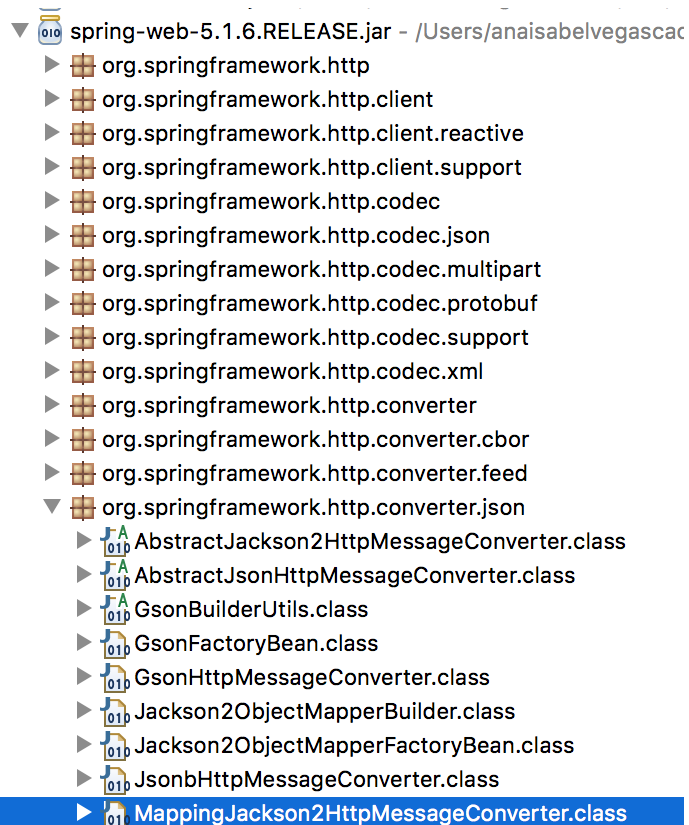 spring-web-5.1.6.RELEASE.jar - /Users/anaisabelvegascac
org.springframework.http
org.springframework.http.client
org.springframework.http.client.reactive
org.springframework.http.client.support
org.springframework.http.codec
org.springframework.http.codec.json
org.springframework.http.codec.multipart
org.springframework.http.codec.protobuf
org.springframework.http.codec.support
org.springframework.http.codec.xml
org.springframework.http.converter
org.springframework.http.converter.cbor
org.springframework.http.converter.feed
org.springframework.http.converter.json
AbstractJackson2HttpMessageConverter.class
AbstractJsonHttpMessageConverter.class
GsonBuilderUtils.class
GsonFactoryBean.class
GsonHttpMessageConverter.class
Jackson2ObjectMapperBuilder.class
Jackson2ObjectMapperFactoryBean.class
JsonbHttpMessageConverter.class
MappingJackson2HttpMessageConverter.class